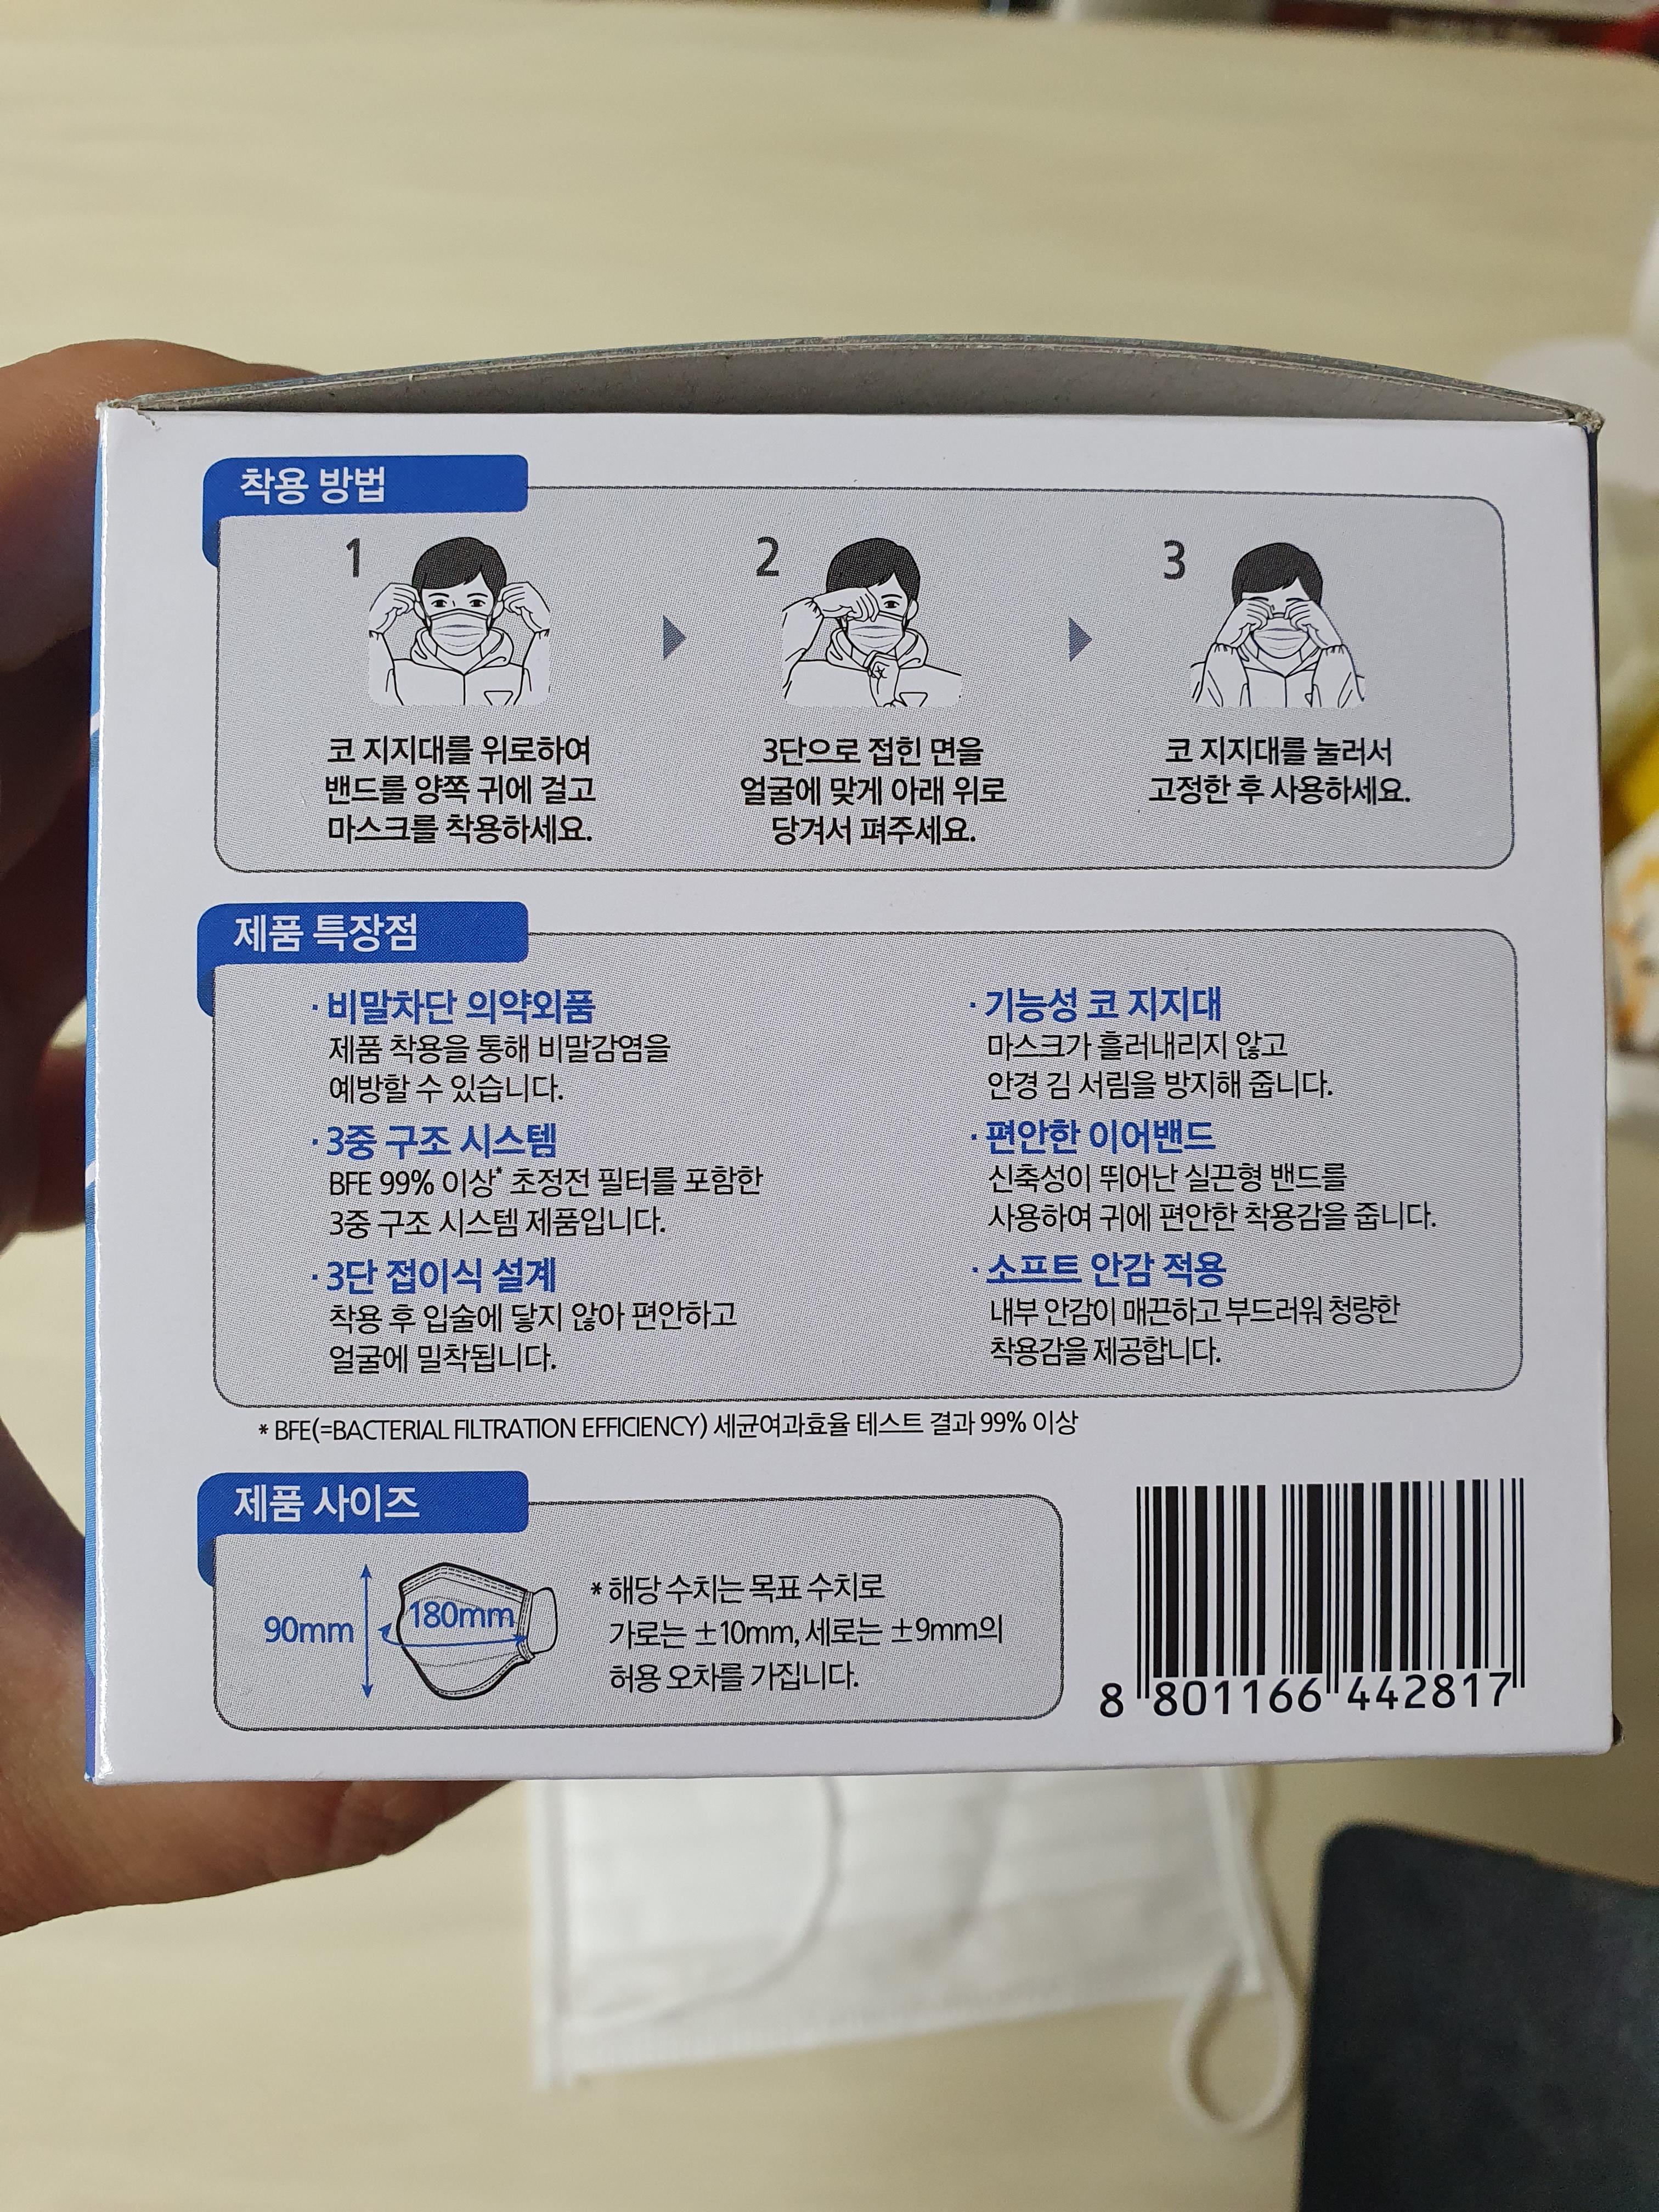 착용 방법
1
2
3
코 지지대를 위로하여
밴드를 양쪽 귀에 걸고
마스크를 착용하세요.
3단으로 접힌 면을
얼굴에 맞게 아래 위로
당겨서 펴주세요.
코 지지대를 눌러서
고정한 후 사용하세요.
제품 특장점
· 비말차단 의약외품
제품 착용을 통해 비말감염을
예방할 수 있습니다.
· 3중 구조 시스템
BFE 99% 이상* 초정전 필터를 포함한
3중 구조 시스템 제품입니다.
· 3단 접이식 설계
착용 후 입술에 닿지 않아 편안하고
얼굴에 밀착됩니다.
· 기능성 코 지지대
마스크가 흘러내리지 않고
안경 김 서림을 방지해 줍니다.
· 편안한 이어밴드
신축성이 뛰어난 실끈형 밴드를
사용하여 귀에 편안한 착용감을 줍니다.
· 소프트 안감 적용
내부 안감이 매끈하고 부드러워 청량한
착용감을 제공합니다.
* BFE(=BACTERIAL FILTRATION EFFICIENCY) 세균여과효율 테스트 결과 99% 이상
제품 사이즈
90mm
180mm
* 해당 수치는 목표 수치로
가로는 ±10mm, 세로는 ±9mm의
허용 오차를 가집니다.
8 801166 442817